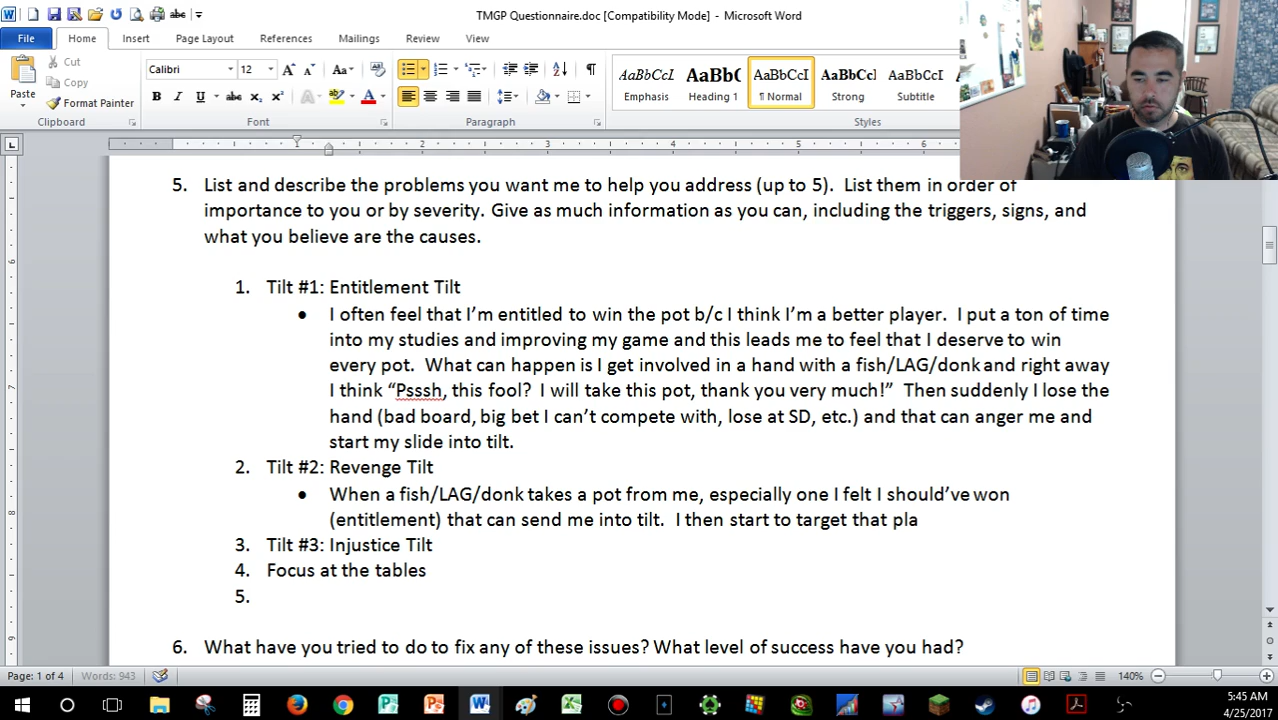 TMGP Questionnaire.doc [Compatibility Mode] - Microsoft Word
File Home Insert Page Layout References Mailings Review View
Cut
Copy
Format Painter
Paste
Calibri 12
AaBbCcI AaBbC AaBbCcI AaBbCcl AaBbCcI
Emphasis Heading 1 ¶ Normal Strong Subtitle
Clipboard Font Paragraph Styles
1 2 3 4 5 6
5. List and describe the problems you want me to help you address (up to 5). List them in order of
importance to you or by severity. Give as much information as you can, including the triggers, signs, and
what you believe are the causes.
1. Tilt #1: Entitlement Tilt
• I often feel that I'm entitled to win the pot b/c I think I'm a better player. I put a ton of time
into my studies and improving my game and this leads me to feel that I deserve to win
every pot. What can happen is I get involved in a hand with a fish/LAG/donk and right away
I think “Psssh, this fool? I will take this pot, thank you very much!” Then suddenly I lose the
hand (bad board, big bet I can't compete with, lose at SD, etc.) and that can anger me and
start my slide into tilt.
2. Tilt #2: Revenge Tilt
• When a fish/LAG/donk takes a pot from me, especially one I felt I should've won
(entitlement) that can send me into tilt. I then start to target that pla
3. Tilt #3: Injustice Tilt
4. Focus at the tables
5.
6. What have you tried to do to fix any of these issues? What level of success have you had?
Page: 1 of 4 Words: 943 140%
5:45 AM
4/25/2017